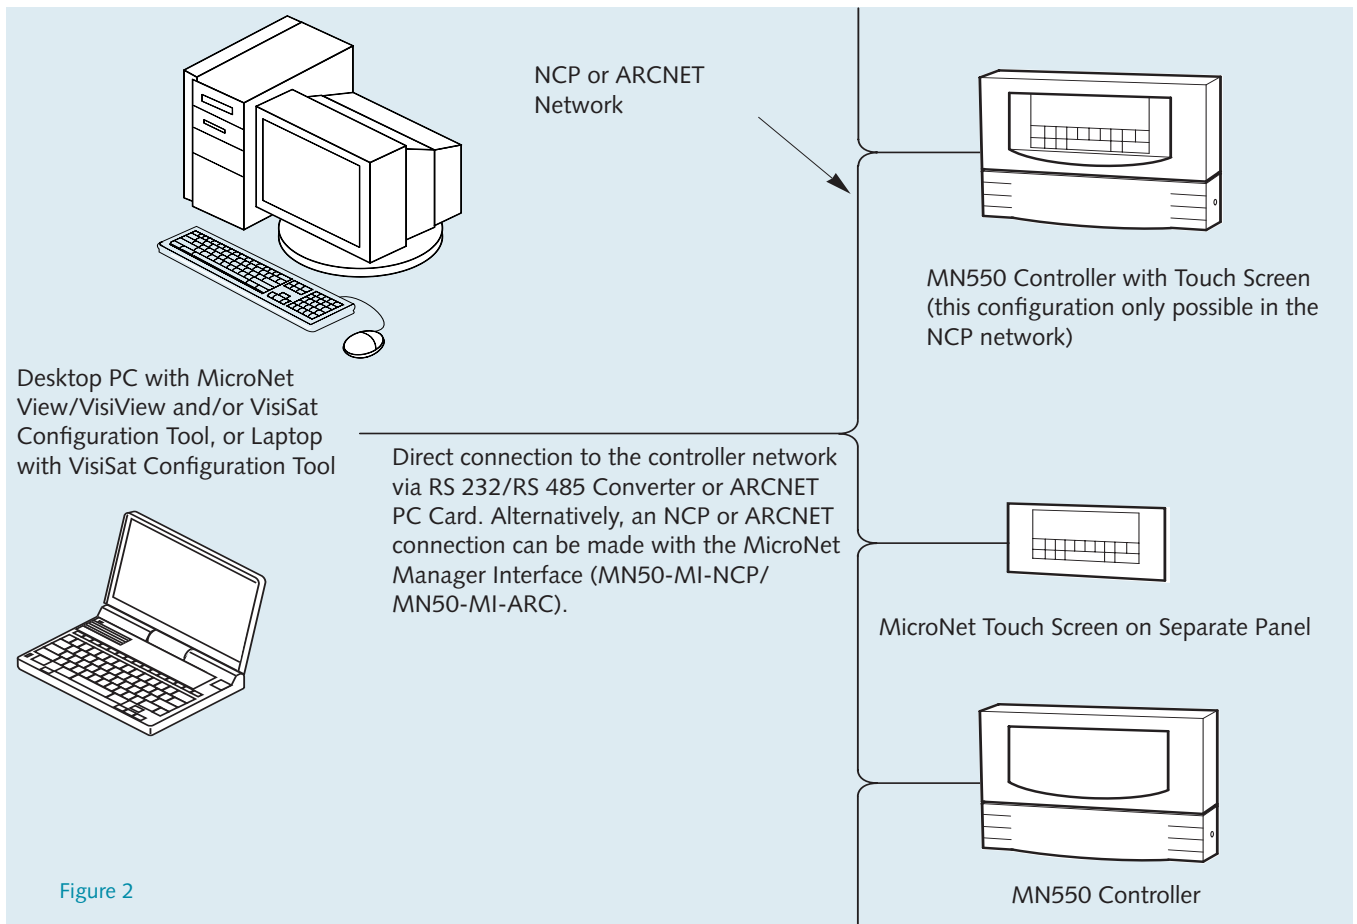 NCP or ARCNET
Network
MN550 Controller with Touch Screen
(this configuration only possible in the
NCP network)
Desktop PC with MicroNet
View/VisiView and/or VisiSat
Configuration Tool, or Laptop
with VisiSat Configuration Tool
Direct connection to the controller network
via RS 232/RS 485 Converter or ARCNET
PC Card. Alternatively, an NCP or ARCNET
connection can be made with the MicroNet
Manager Interface (MN50-MI-NCP/
MN50-MI-ARC).
MicroNet Touch Screen on Separate Panel
MN550 Controller
Figure 2